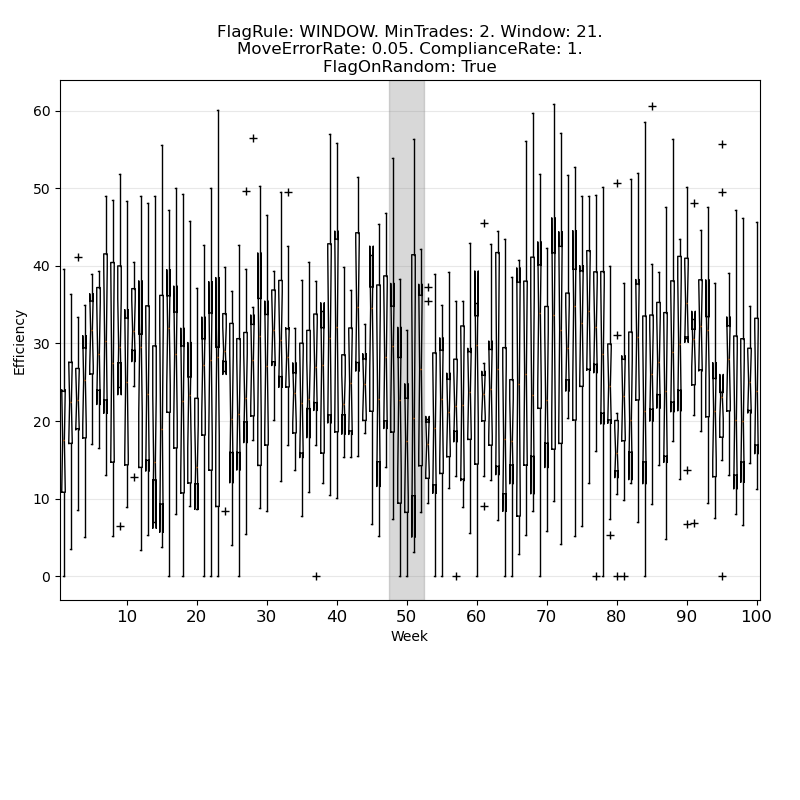 FlagRule: WINDOW. MinTrades: 2. Window: 21.
MoveErrorRate: 0.05. ComplianceRate: 1.
FlagOnRandom: True
60
50
40
30
20
10
0
Efficiency
10 20 30 40 50 60 70 80 90 100
Week